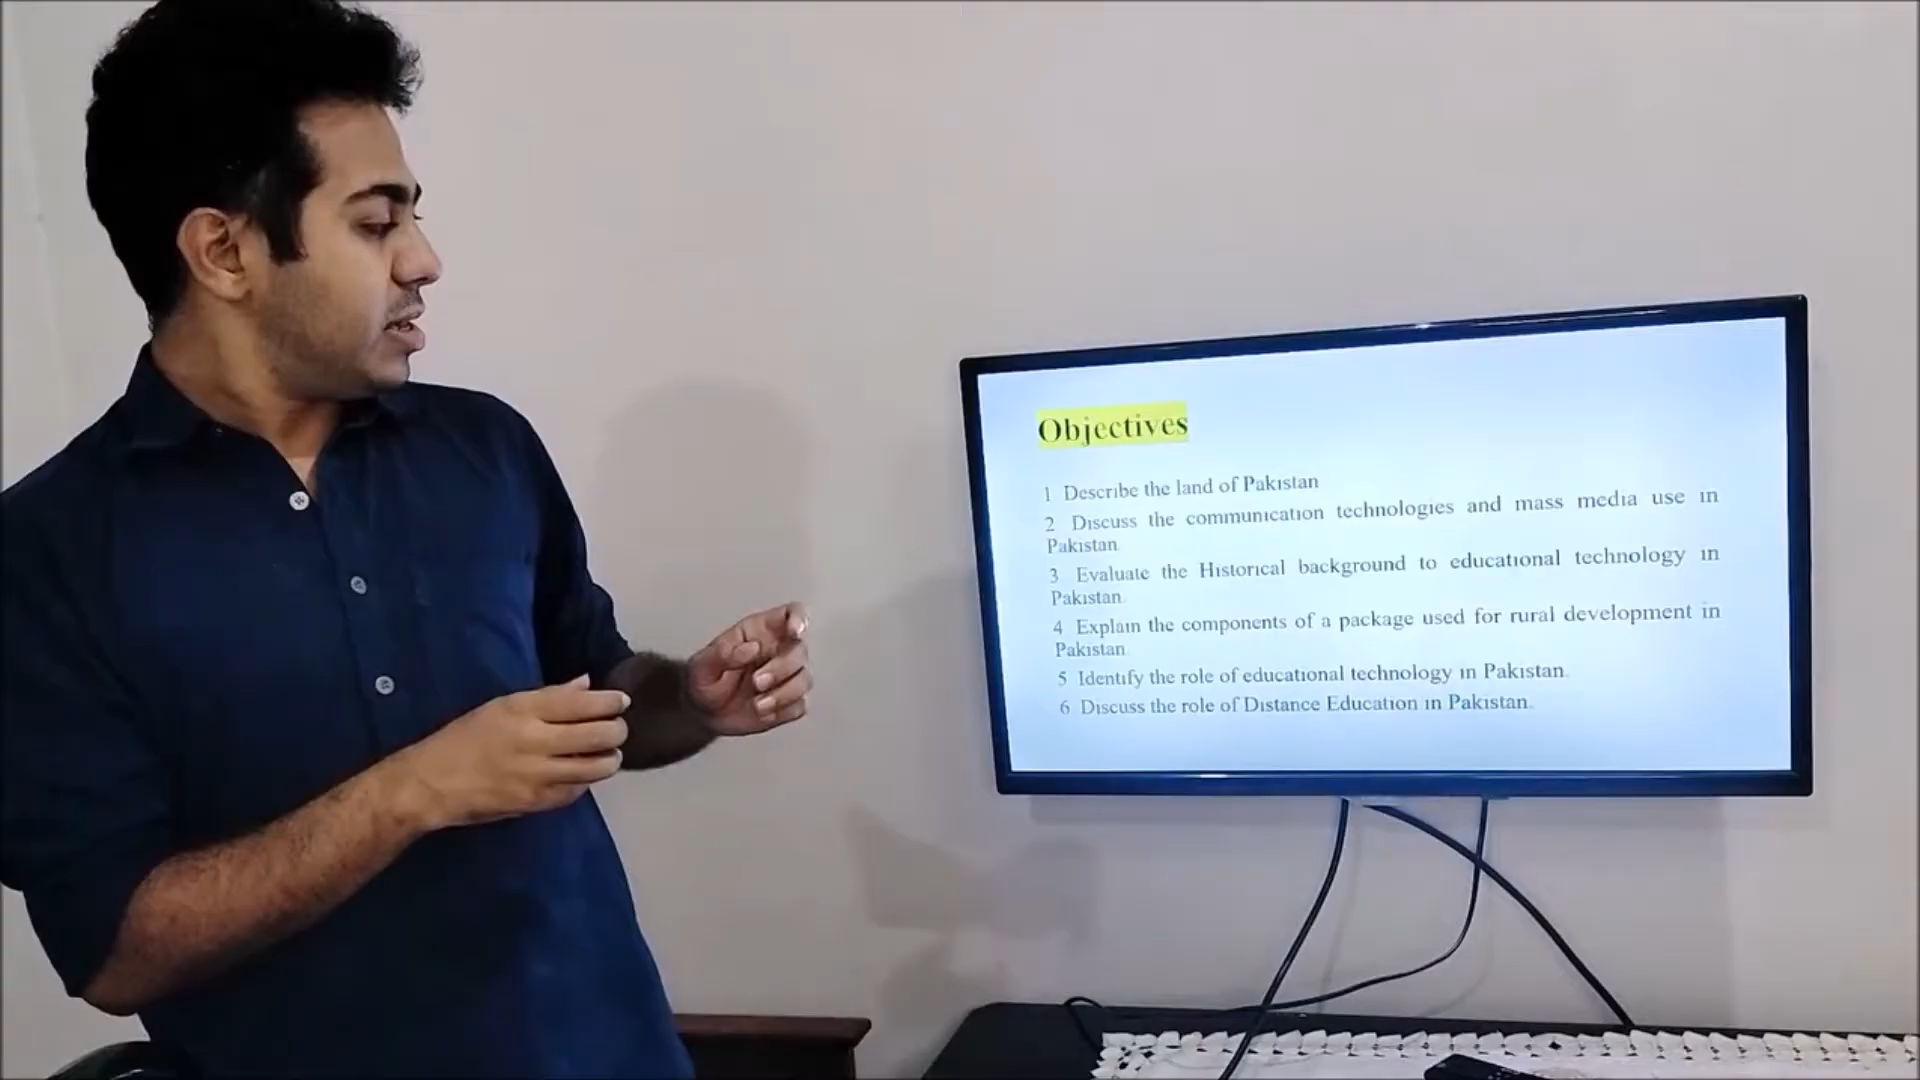 Objectives
1 Describe the land of Pakistan
2 Discuss the communication technologies and mass media use in
Pakistan.
3 Evaluate the Historical background to educational technology in
Pakistan.
4 Explain the components of a package used for rural development in
Pakistan.
5 Identify the role of educational technology in Pakistan.
6 Discuss the role of Distance Education in Pakistan.